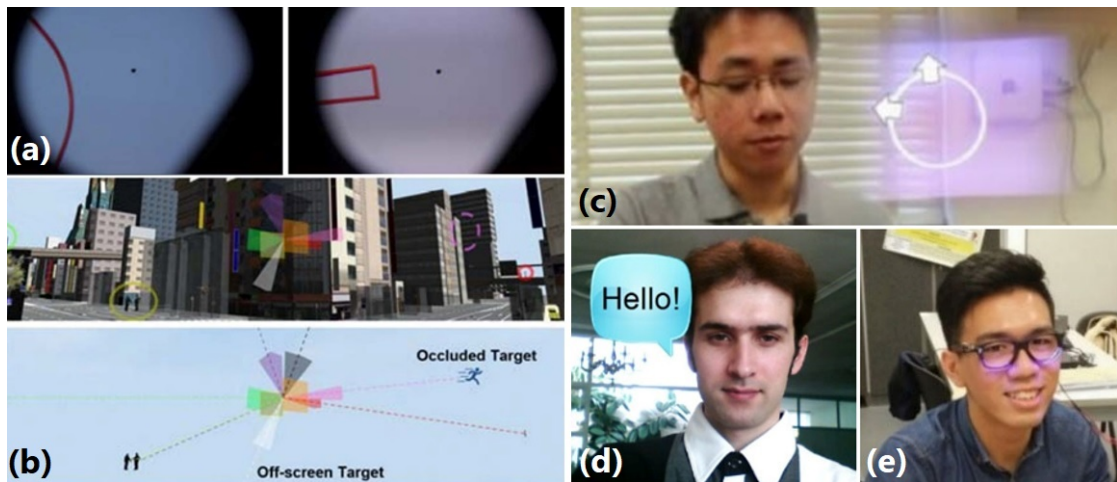 (a)
(b)
Occluded Target
Off-screen Target
(c)
(d)
Hello!
(e)